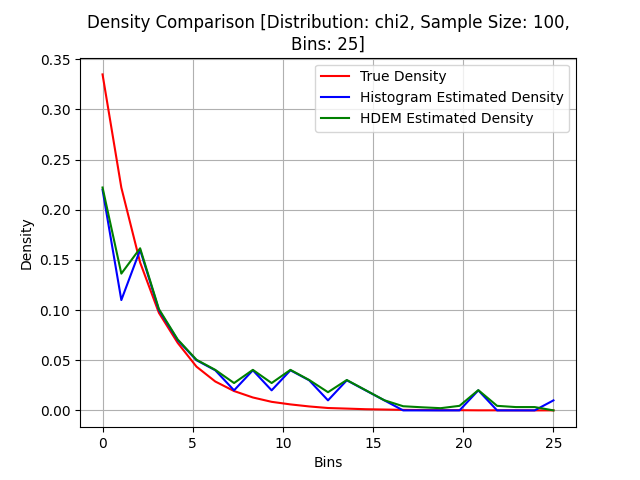 Density Comparison [Distribution: chi2, Sample Size: 100,
Bins: 25]
True Density
Histogram Estimated Density
HDEM Estimated Density
Density
0.35
0.30
0.25
0.20
0.15
0.10
0.05
0.00
0 5 10 15 20 25
Bins